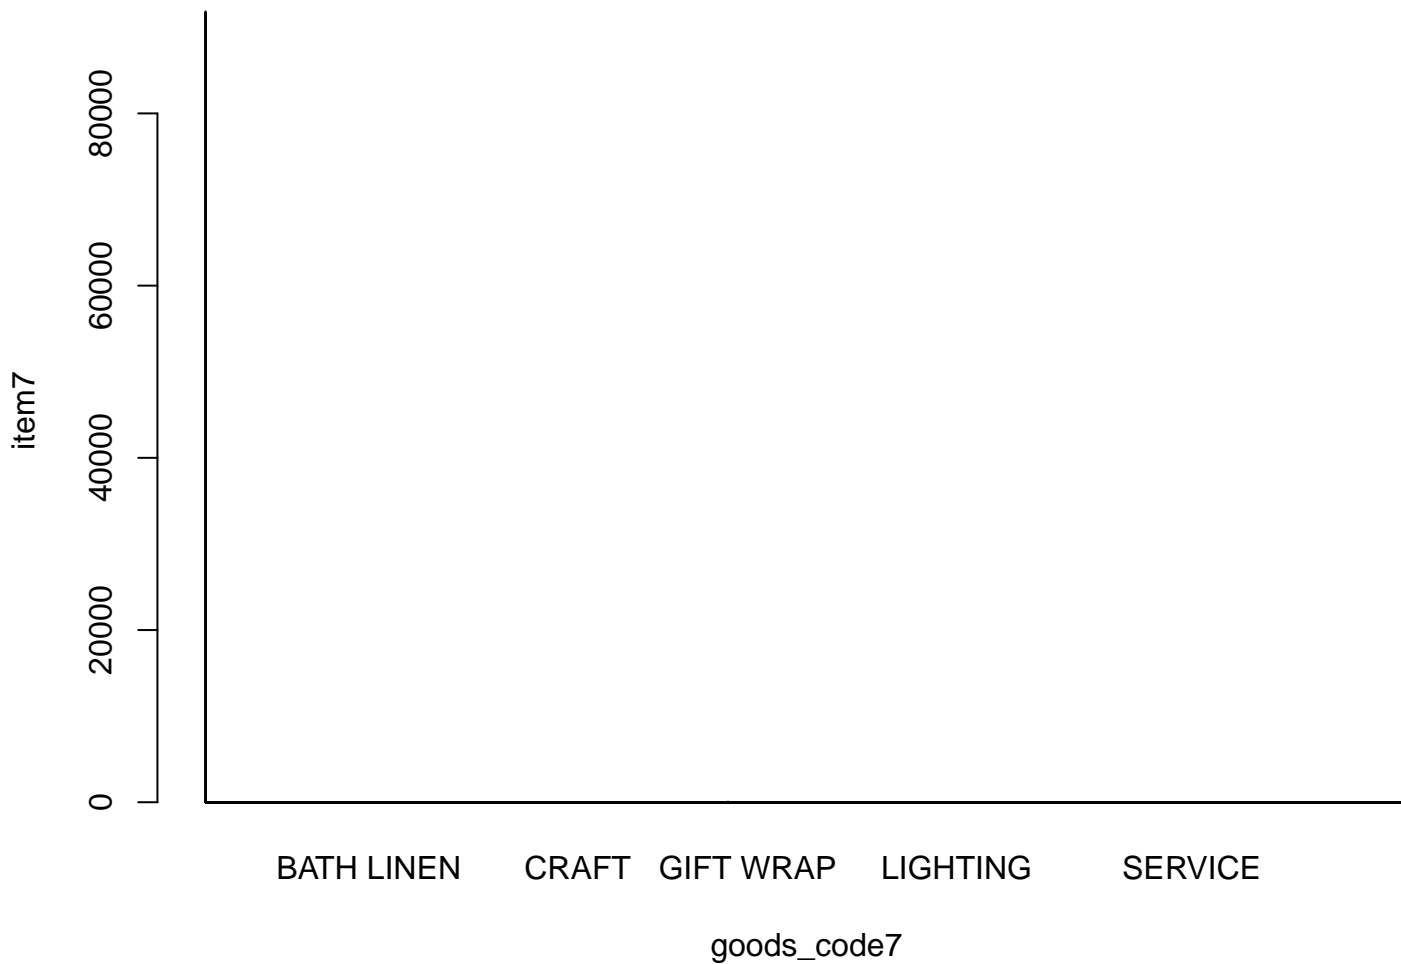 item7
80000
60000
40000
20000
0
BATH LINEN CRAFT GIFT WRAP LIGHTING SERVICE
goods_code7